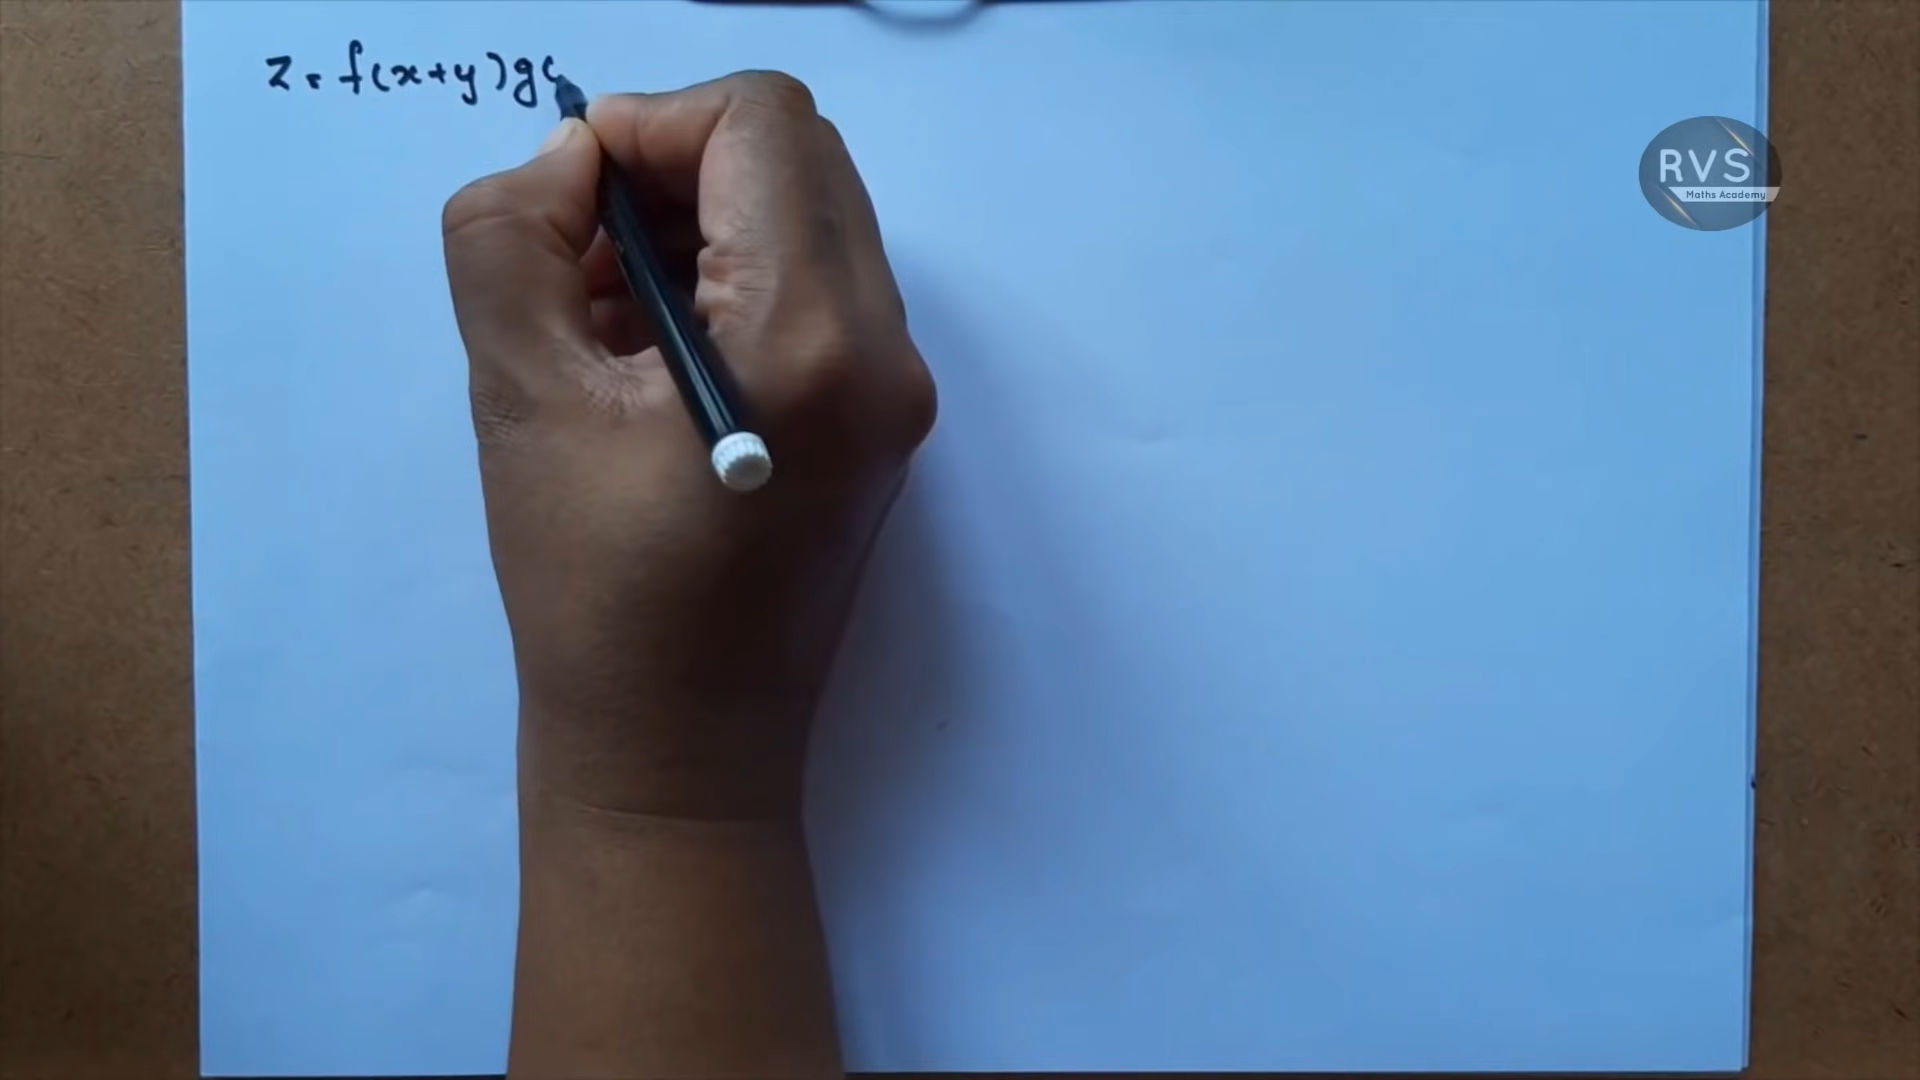 z = f(x+y)g(
RVS
Maths Academy